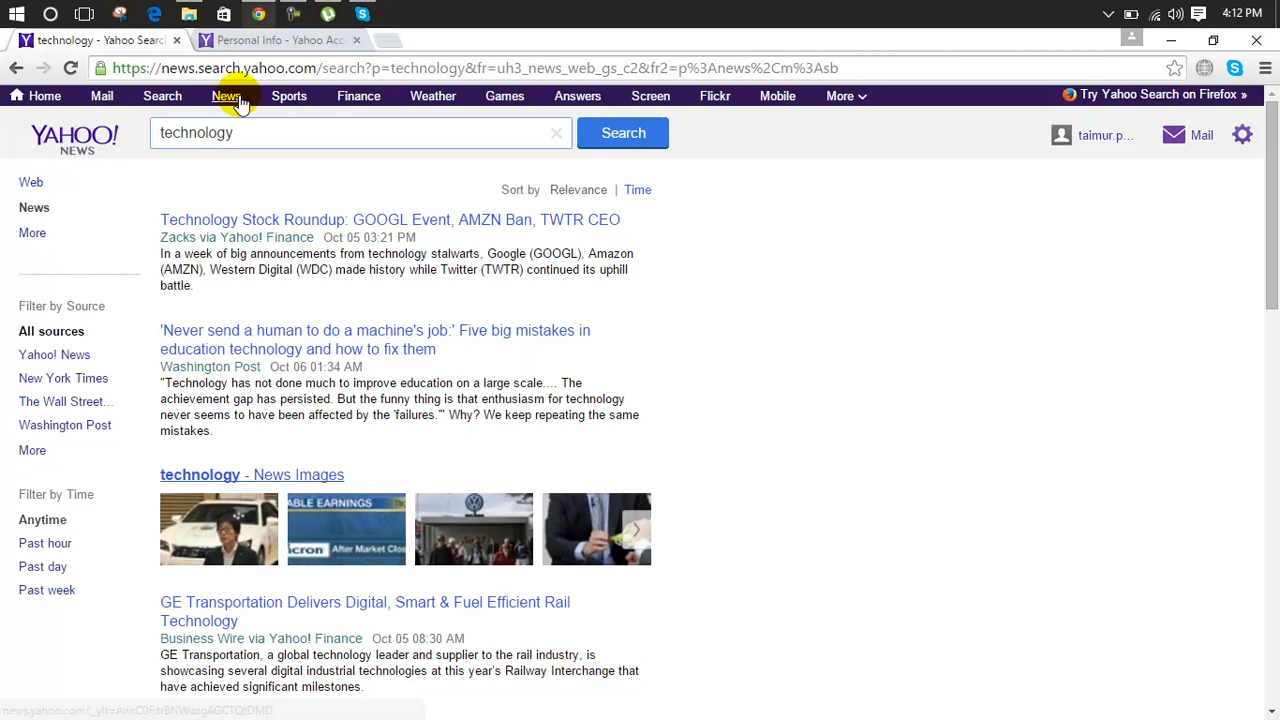 4:12 PM
technology - Yahoo Searc
Personal Info - Yahoo Acc
https://news.search.yahoo.com/search?p=technology&fr=uh3_news_web_gs_c2&fr2=p%3Anews%2Cm%3Asb
Home Mail Search News Sports Finance Weather Games Answers Screen Flickr Mobile More Try Yahoo Search on Firefox »
YAHOO!
NEWS
technology
Search
taimur.p...
Mail
Web
News
More
Sort by Relevance | Time
Technology Stock Roundup: GOOGL Event, AMZN Ban, TWTR CEO
Zacks via Yahoo! Finance Oct 05 03:21 PM
In a week of big announcements from technology stalwarts, Google (GOOGL), Amazon
(AMZN), Western Digital (WDC) made history while Twitter (TWTR) continued its uphill
battle.
Filter by Source
All sources
Yahoo! News
New York Times
The Wall Street...
Washington Post
More
'Never send a human to do a machine's job:' Five big mistakes in
education technology and how to fix them
Washington Post Oct 06 01:34 AM
"Technology has not done much to improve education on a large scale.... The
achievement gap has persisted. But the funny thing is that enthusiasm for technology
never seems to have been affected by the 'failures.'" Why? We keep repeating the same
mistakes.
technology - News Images
ABLE EARNINGS
icron After Market Clos
Filter by Time
Anytime
Past hour
Past day
Past week
GE Transportation Delivers Digital, Smart & Fuel Efficient Rail
Technology
Business Wire via Yahoo! Finance Oct 05 08:30 AM
GE Transportation, a global technology leader and supplier to the rail industry, is
showcasing several digital industrial technologies at this year's Railway Interchange that
have achieved significant milestones.